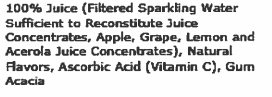 100% Juice (Filtered Sparkling Water
Sufficient to Reconstitute Juice
Concentrates, Apple, Grape, Lemon and
Acerola Juice Concentrates), Natural
Flavors, Ascorbic Acid (Vitamin C), Gum
Acacia